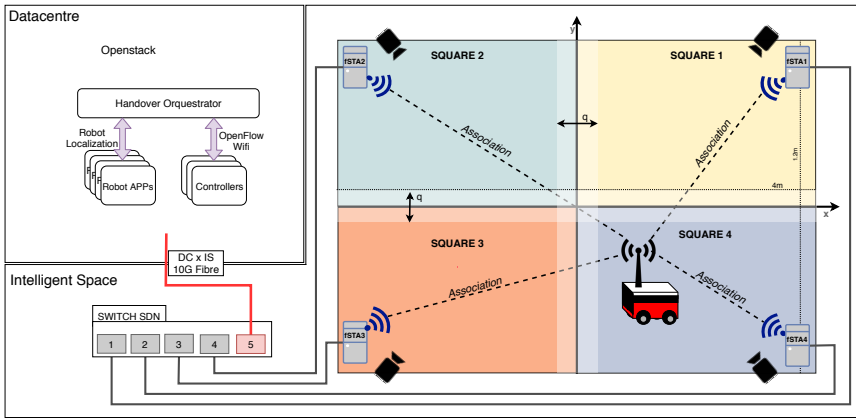 Datacentre
Openstack
Handover Orquestrator
Robot
Localization
OpenFlow
Wifi
Robot APPs
Controllers
DC x IS
10G Fibre
Intelligent Space
SWITCH SDN
1
2
3
4
5
y
SQUARE 2
SQUARE 1
fSTA2
fSTA1
Association
q
Association
1.2m
4m
q
x
SQUARE 3
SQUARE 4
Association
Association
fSTA3
fSTA4